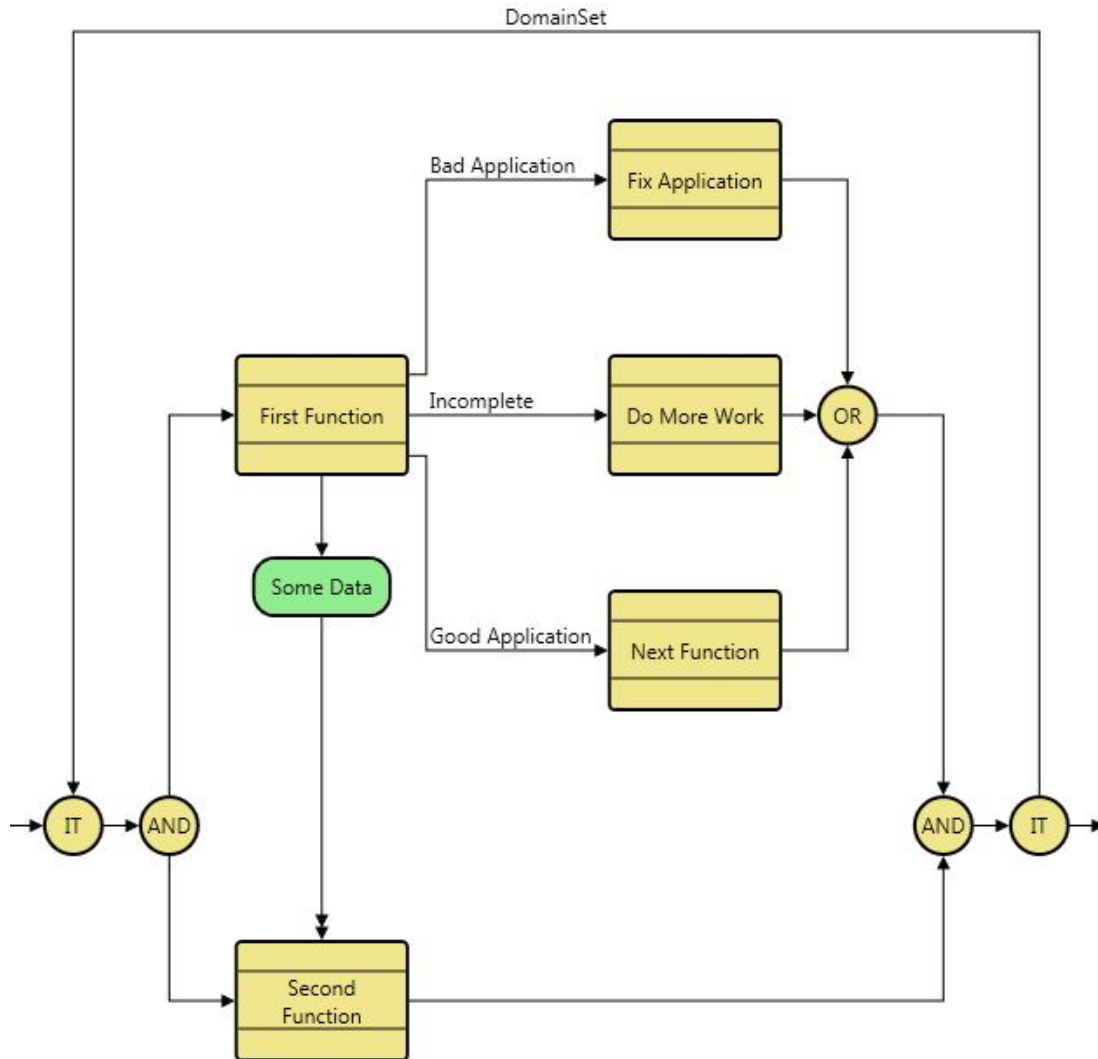 DomainSet
Bad Application
Fix Application
First Function
Incomplete
Do More Work
OR
Some Data
Good Application
Next Function
IT
AND
AND
IT
Second
Function